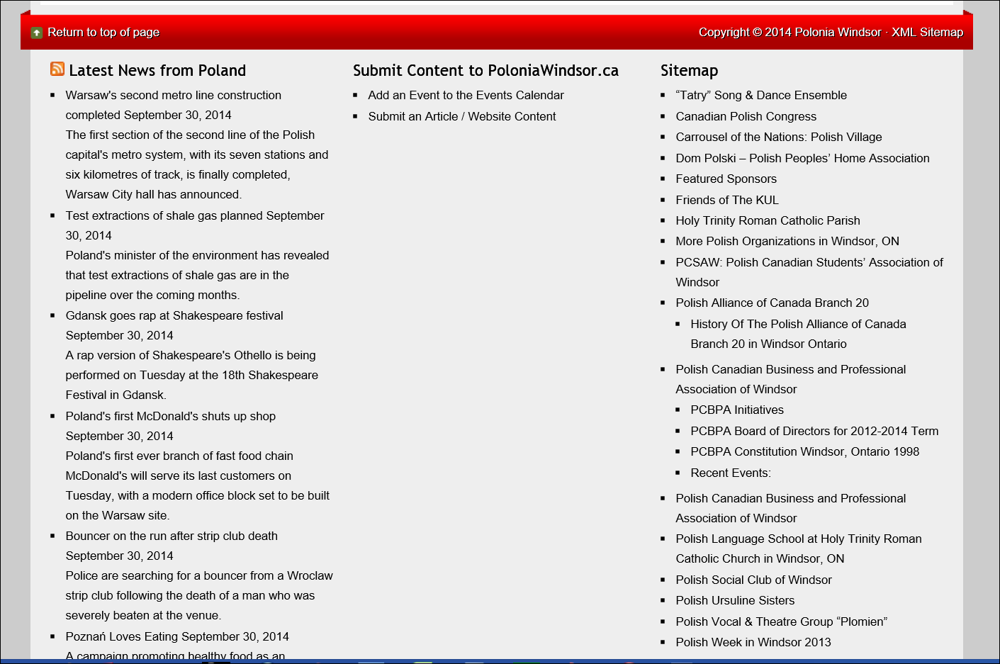 Return to top of page
Copyright © 2014 Polonia Windsor · XML Sitemap
Latest News from Poland
Warsaw's second metro line construction
completed September 30, 2014
The first section of the second line of the Polish
capital's metro system, with its seven stations and
six kilometres of track, is finally completed,
Warsaw City hall has announced.
Test extractions of shale gas planned September
30, 2014
Poland's minister of the environment has revealed
that test extractions of shale gas are in the
pipeline over the coming months.
Gdansk goes rap at Shakespeare festival
September 30, 2014
A rap version of Shakespeare's Othello is being
performed on Tuesday at the 18th Shakespeare
Festival in Gdansk.
Poland's first McDonald's shuts up shop
September 30, 2014
Poland's first ever branch of fast food chain
McDonald's will serve its last customers on
Tuesday, with a modern office block set to be built
on the Warsaw site.
Bouncer on the run after strip club death
September 30, 2014
Police are searching for a bouncer from a Wroclaw
strip club following the death of a man who was
severely beaten at the venue.
Poznań Loves Eating September 30, 2014
A campaign promoting healthy food as an
Submit Content to PoloniaWindsor.ca
Add an Event to the Events Calendar
Submit an Article / Website Content
Sitemap
“Tatry” Song & Dance Ensemble
Canadian Polish Congress
Carrousel of the Nations: Polish Village
Dom Polski – Polish Peoples’ Home Association
Featured Sponsors
Friends of The KUL
Holy Trinity Roman Catholic Parish
More Polish Organizations in Windsor, ON
PCSAW: Polish Canadian Students’ Association of
Windsor
Polish Alliance of Canada Branch 20
History Of The Polish Alliance of Canada
Branch 20 in Windsor Ontario
Polish Canadian Business and Professional
Association of Windsor
PCBPA Initiatives
PCBPA Board of Directors for 2012-2014 Term
PCBPA Constitution Windsor, Ontario 1998
Recent Events:
Polish Canadian Business and Professional
Association of Windsor
Polish Language School at Holy Trinity Roman
Catholic Church in Windsor, ON
Polish Social Club of Windsor
Polish Ursuline Sisters
Polish Vocal & Theatre Group “Plomien”
Polish Week in Windsor 2013